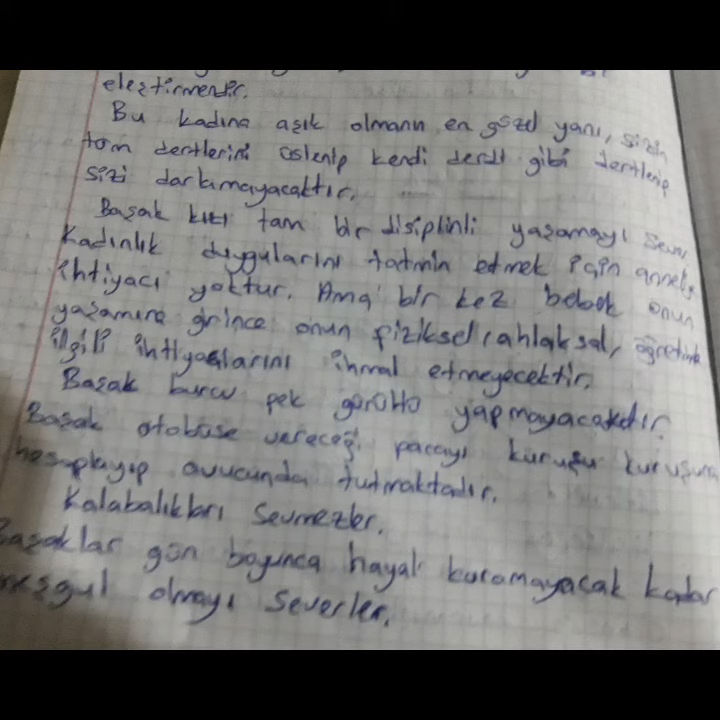 eleştirmendir.
Bu kadına aşık olmanın en güzel yanı, sizin
tüm dertlerini üslenip kendi derdi gibi dertlenip
sizi darlamayacaktır.
Başak kızı tam bir disiplinli yaşamayı sever,
Kadınlık duygularını tatmin etmek için anneliğe
ihtiyacı yoktur. Ama bir kez bebek onun
yaşamına girince onun fiziksel, ahlaksal, öğretimle
ilgili ihtiyaçlarını ihmal etmeyecektir.
Başak burcu pek gürültü yapmayacaktır.
Başak otobüse vereceği parayı kuruşu kuruşuna
hesaplayıp avucunda tutmaktadır.
Kalabalıkları sevmezler.
Başaklar gün boyunca hayal kuramayacak kadar
meşgul olmayı severler.